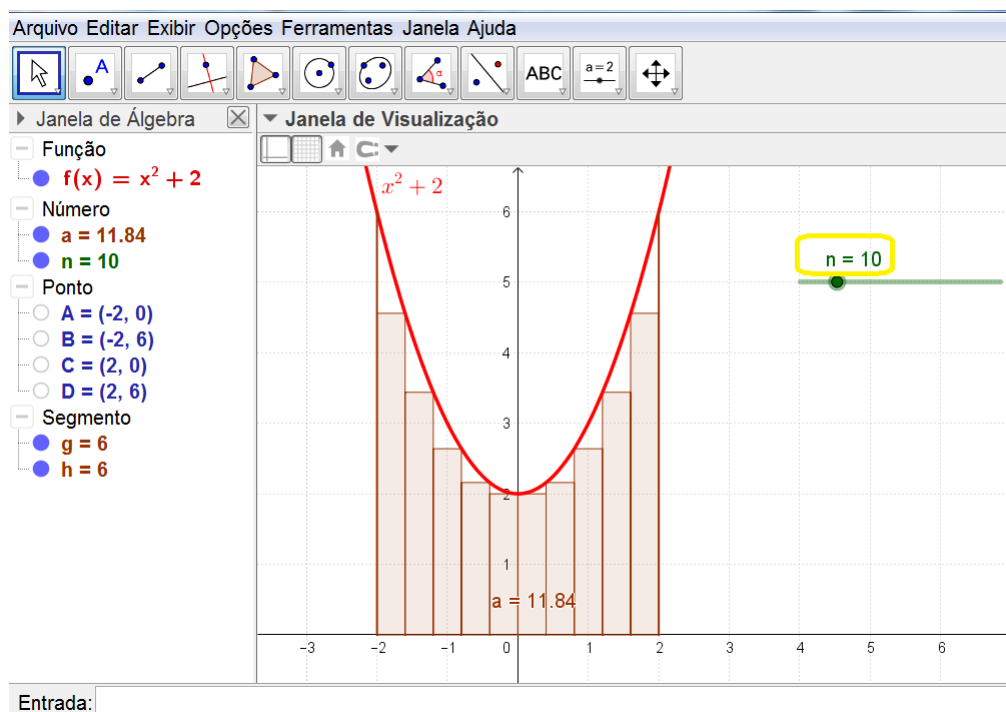 Arquivo Editar Exibir Opções Ferramentas Janela Ajuda
A
α
ABC
a=2
Janela de Álgebra
Janela de Visualização
Função
f(x) = x² + 2
Número
a = 11.84
n = 10
Ponto
A = (-2, 0)
B = (-2, 6)
C = (2, 0)
D = (2, 6)
Segmento
g = 6
h = 6
x² + 2
n = 10
6
5
4
3
2
1
a = 11.84
-3 -2 -1 0 1 2 3 4 5 6
Entrada: